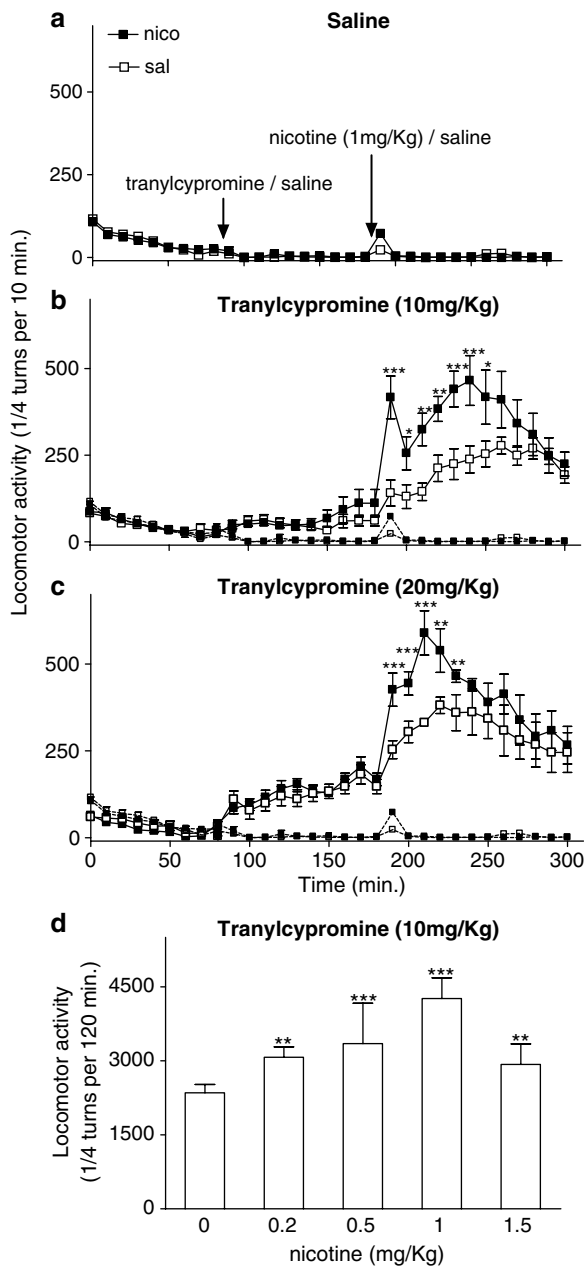 a
Saline
nico
sal
500
250
0
nicotine (1mg/Kg) / saline
tranylcypromine / saline
Locomotor activity (1/4 turns per 10 min.)
b
Tranylcypromine (10mg/Kg)
500
250
0
***
*
**
**
***
***
*
c
Tranylcypromine (20mg/Kg)
500
250
0
***
***
***
**
**
0 50 100 150 200 250 300
Time (min.)
d
Tranylcypromine (10mg/Kg)
Locomotor activity
(1/4 turns per 120 min.)
4500
3000
1500
0
**
***
***
**
0 0.2 0.5 1 1.5
nicotine (mg/Kg)